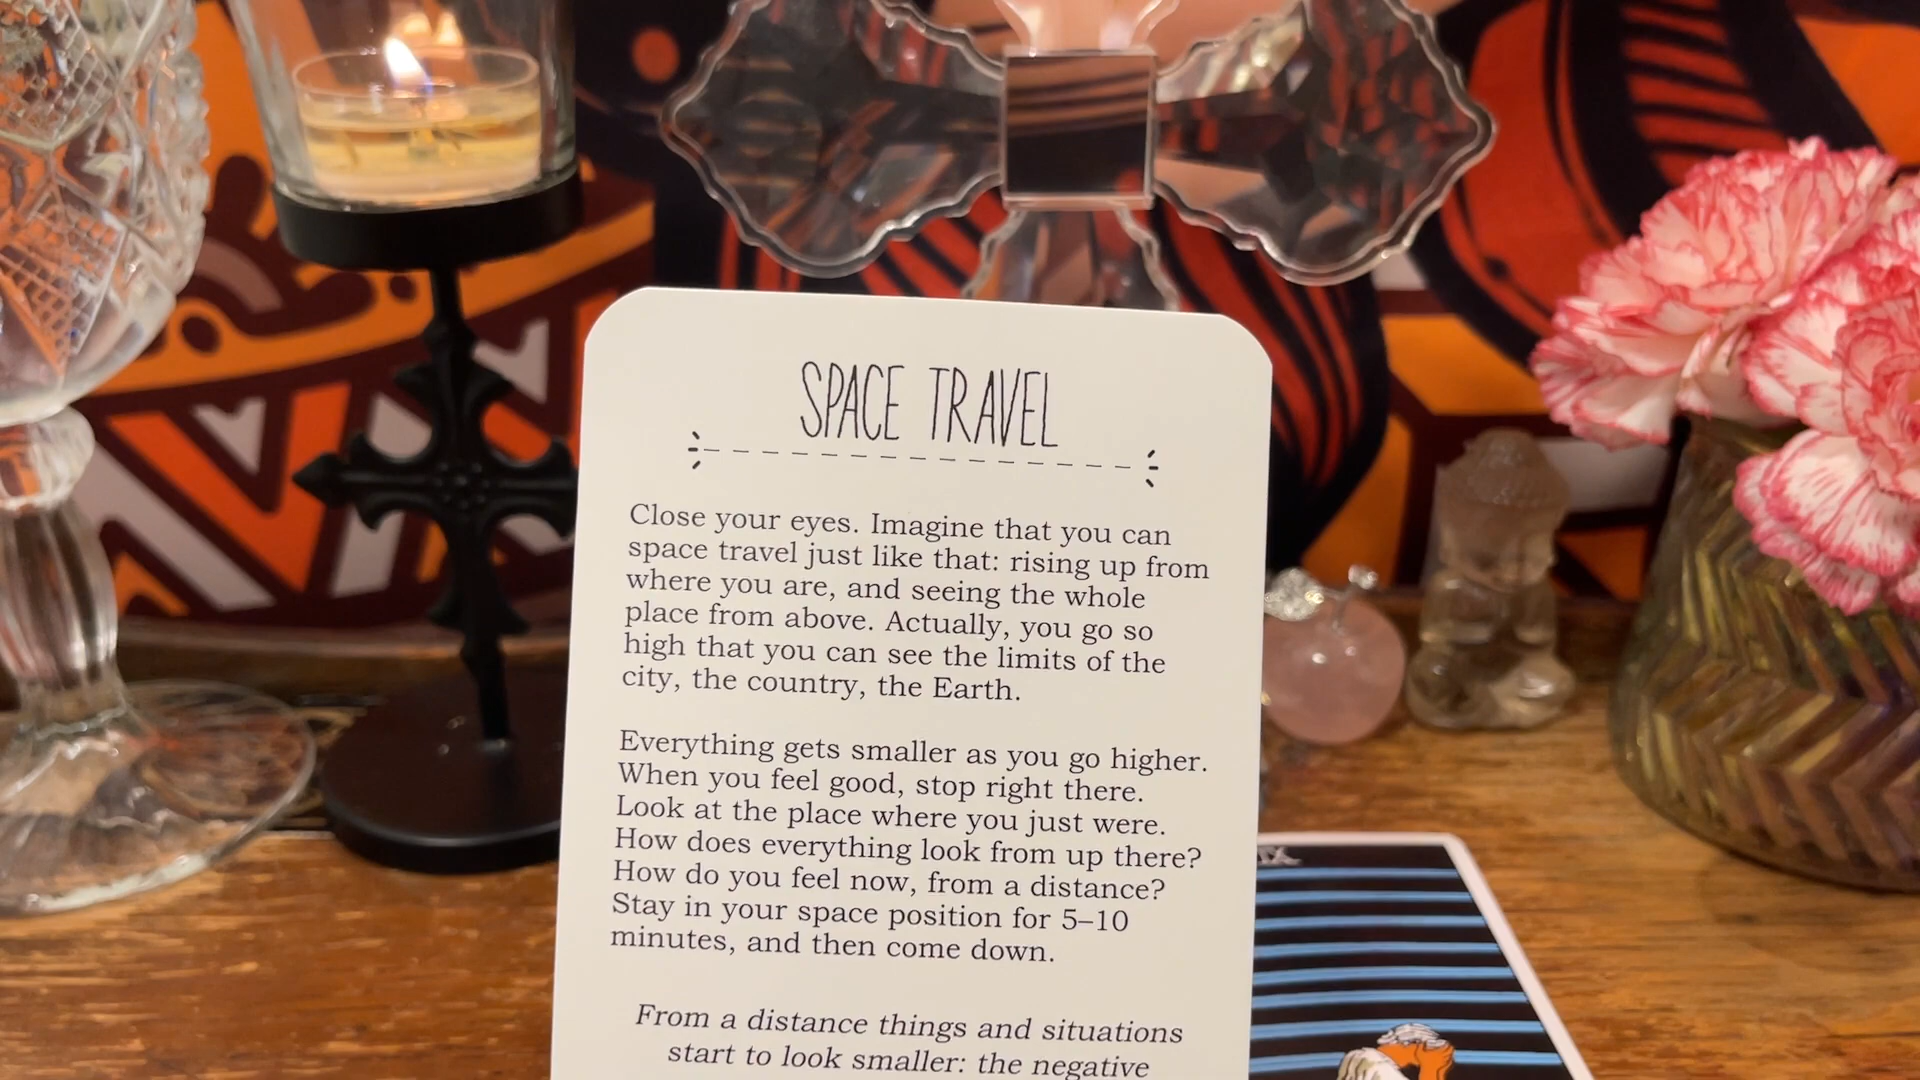 SPACE TRAVEL
Close your eyes. Imagine that you can
space travel just like that: rising up from
where you are, and seeing the whole
place from above. Actually, you go so
high that you can see the limits of the
city, the country, the Earth.
Everything gets smaller as you go higher.
When you feel good, stop right there.
Look at the place where you just were.
How does everything look from up there?
How do you feel now, from a distance?
Stay in your space position for 5–10
minutes, and then come down.
From a distance things and situations
start to look smaller: the negative